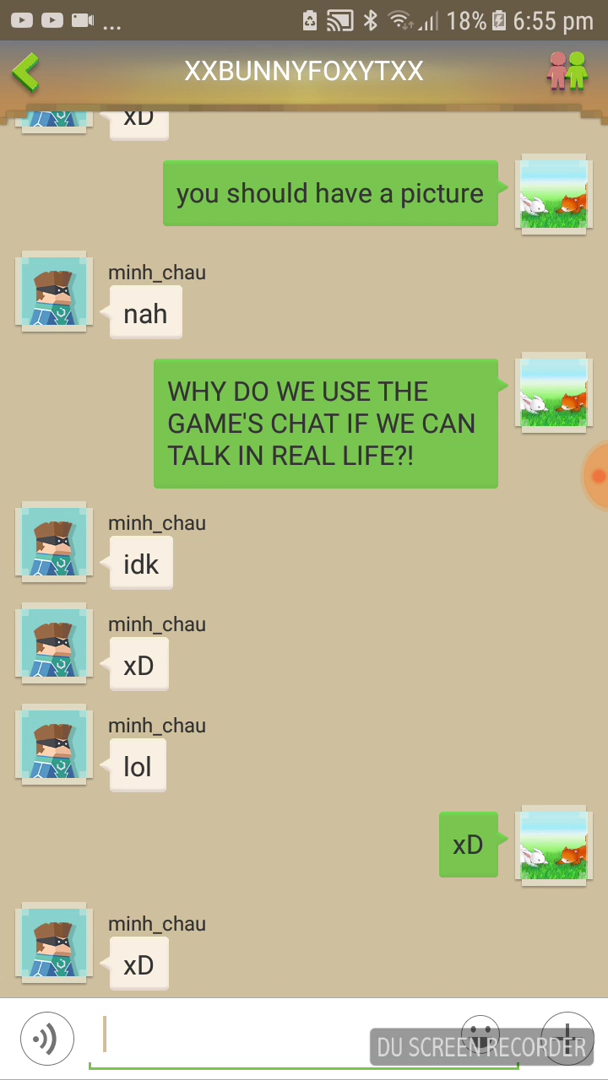 ... 18% 6:55 pm
XXBUNNYFOXYTXX
xD
you should have a picture
minh_chau
nah
WHY DO WE USE THE
GAME'S CHAT IF WE CAN
TALK IN REAL LIFE?!
minh_chau
idk
minh_chau
xD
minh_chau
lol
xD
minh_chau
xD
DU SCREEN RECORDER